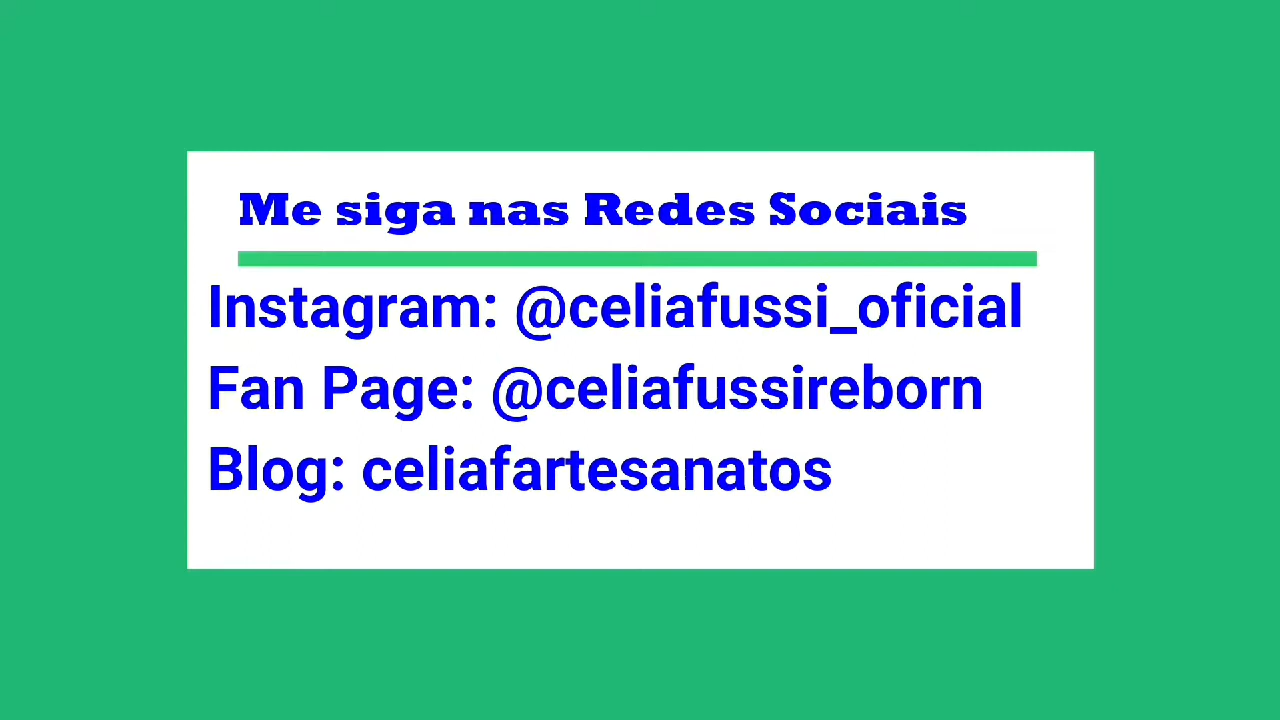 Me siga nas Redes Sociais
Instagram: @celiafussi_oficial
Fan Page: @celiafussireborn
Blog: celiafartesanatos